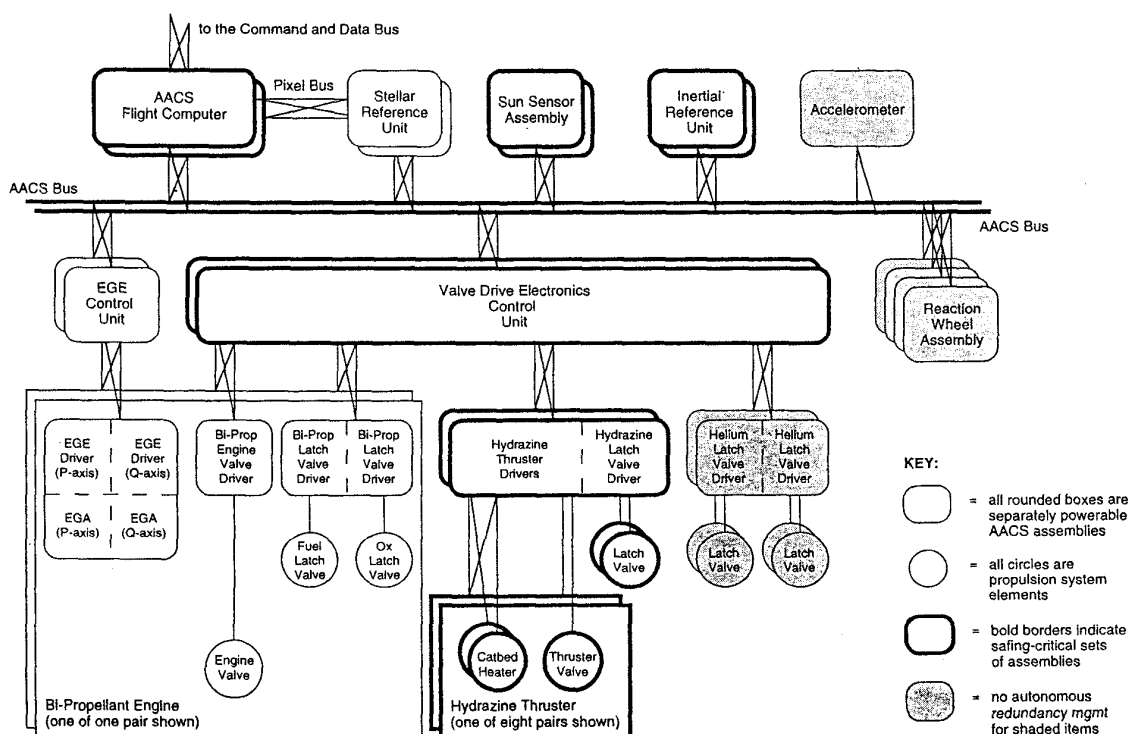 to the Command and Data Bus
AACS
Flight Computer
Pixel Bus
Stellar
Reference
Unit
Sun Sensor
Assembly
Inertial
Reference
Unit
Accelerometer
AACS Bus
AACS Bus
EGE
Control
Unit
Valve Drive Electronics
Control
Unit
Reaction
Wheel
Assembly
EGE
Driver
(P-axis)
EGE
Driver
(Q-axis)
EGA
(P-axis)
EGA
(Q-axis)
Bi-Prop
Engine
Valve
Driver
Bi-Prop
Latch
Valve
Driver
Bi-Prop
Latch
Valve
Driver
Hydrazine
Thruster
Drivers
Hydrazine
Latch
Valve
Driver
Helium
Latch
Valve
Driver
Helium
Latch
Valve
Driver
Fuel
Latch
Valve
Ox
Latch
Valve
Latch
Valve
Latch
Valve
Latch
Valve
Engine
Valve
Catbed
Heater
Thruster
Valve
Bi-Propellant Engine
(one of one pair shown)
Hydrazine Thruster
(one of eight pairs shown)
KEY:
= all rounded boxes are
separately powerable
AACS assemblies
= all circles are
propulsion system
elements
= bold borders indicate
safing-critical sets
of assemblies
= no autonomous
redundancy mgmt
for shaded items